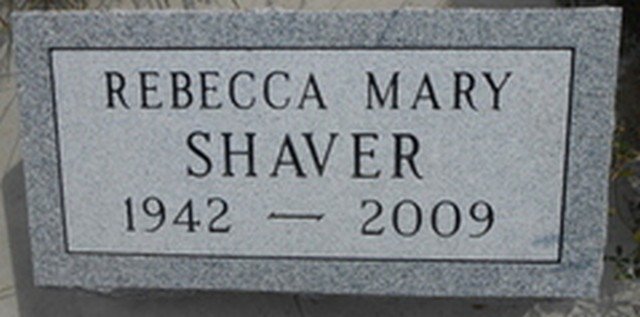 REBECCA MARY
SHAVER
1942 — 2009